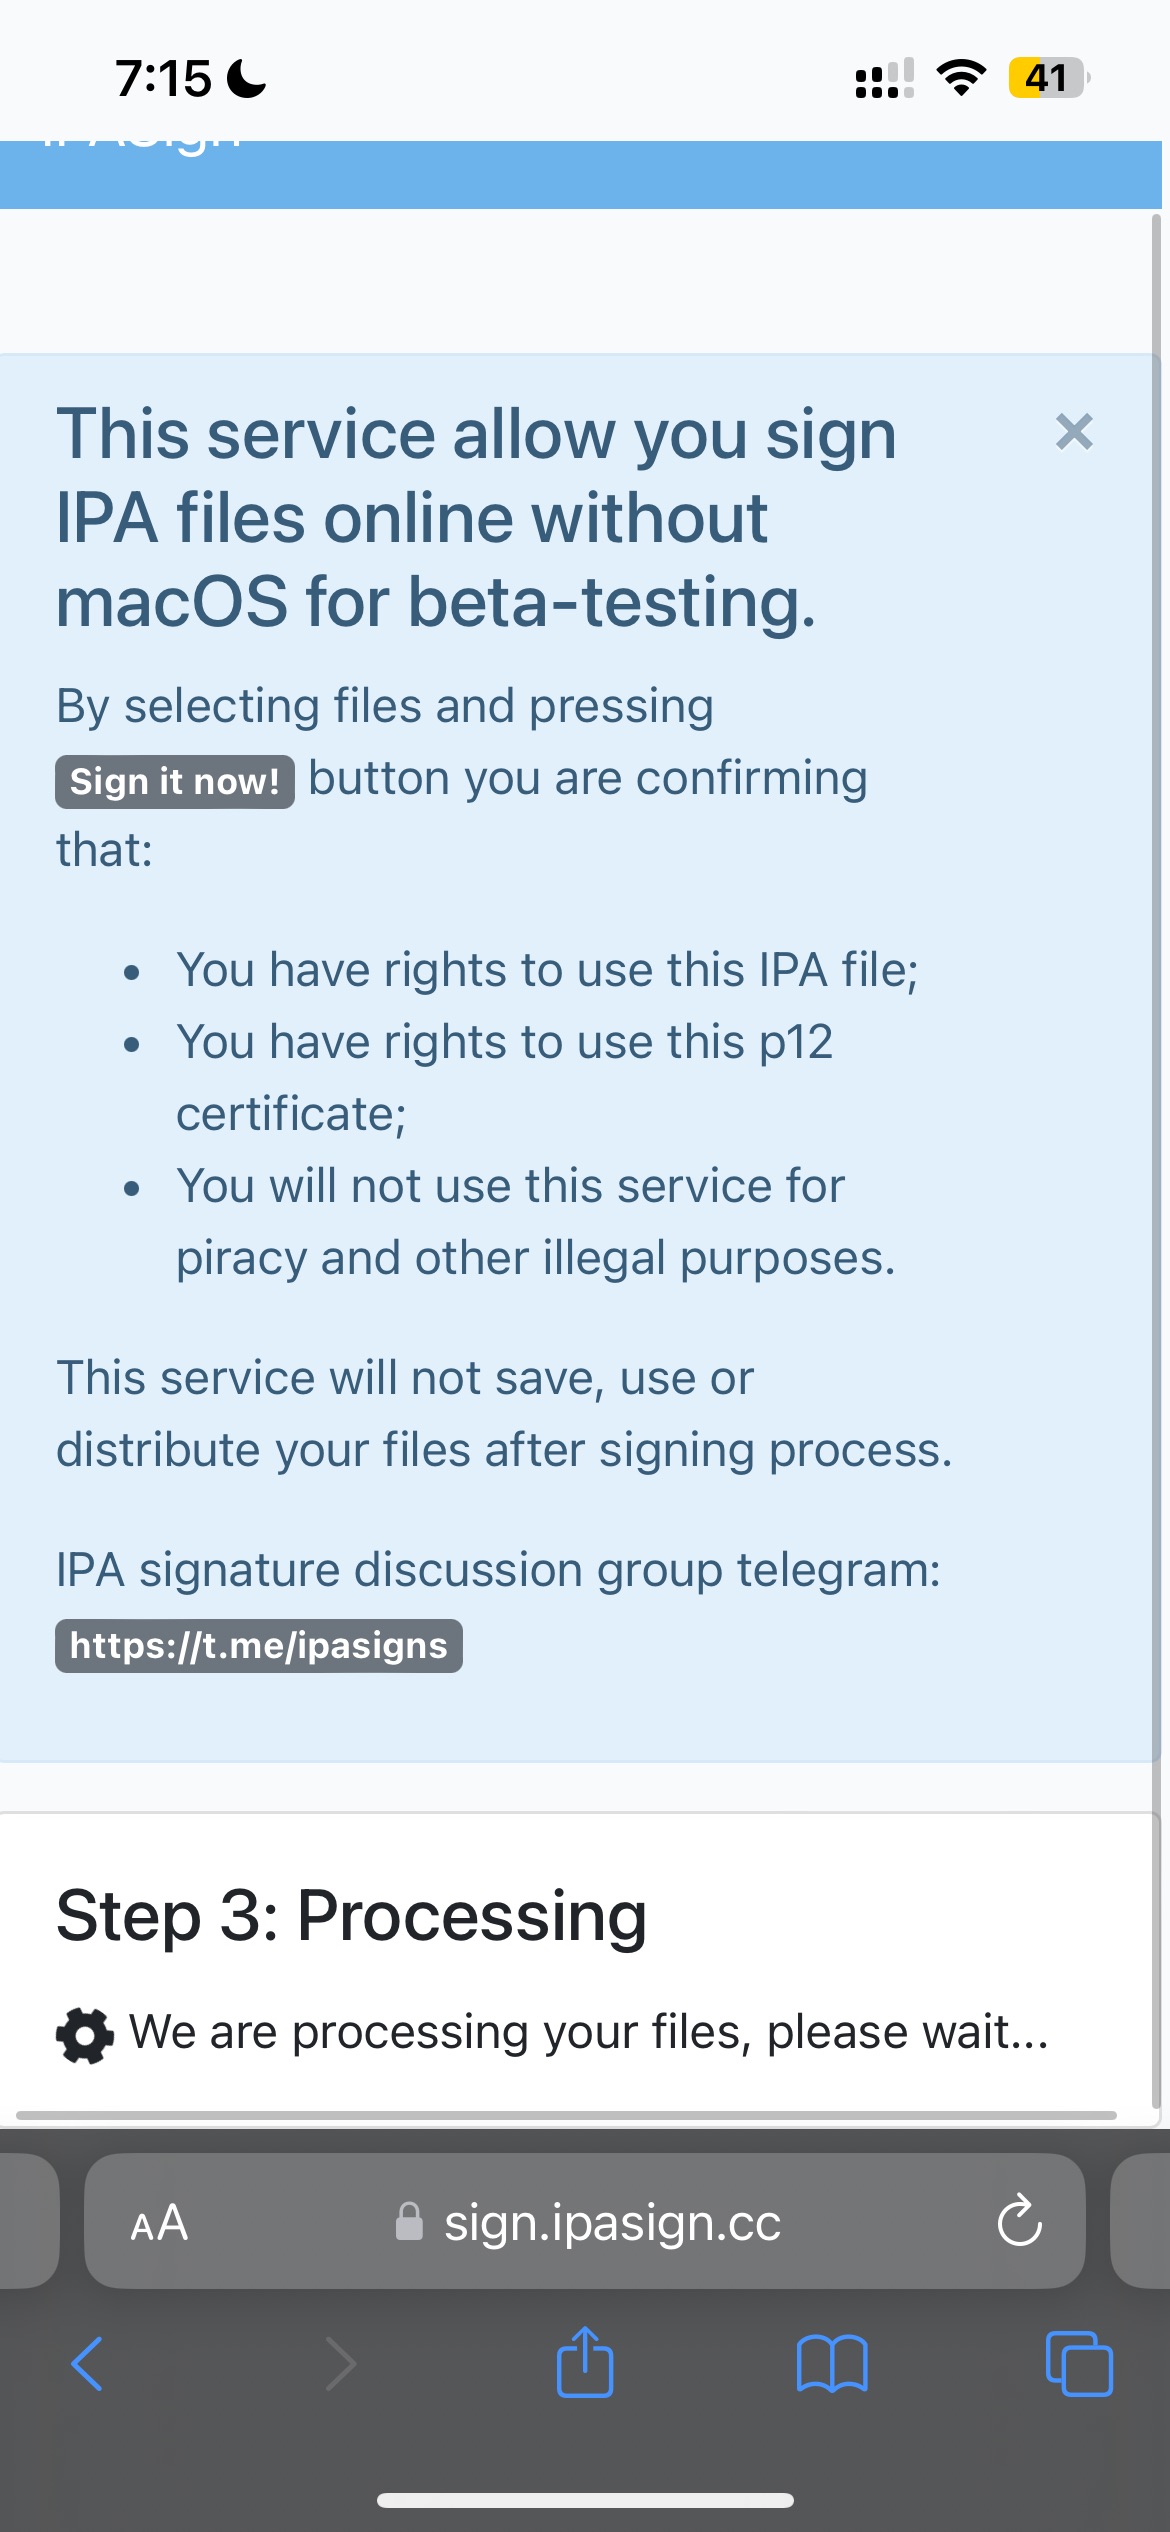 7:15
41
IPASign
This service allow you sign
IPA files online without
macOS for beta-testing.
By selecting files and pressing
Sign it now! button you are confirming
that:
• You have rights to use this IPA file;
• You have rights to use this p12
certificate;
• You will not use this service for
piracy and other illegal purposes.
This service will not save, use or
distribute your files after signing process.
IPA signature discussion group telegram:
https://t.me/ipasigns
Step 3: Processing
We are processing your files, please wait...
AA
sign.ipasign.cc